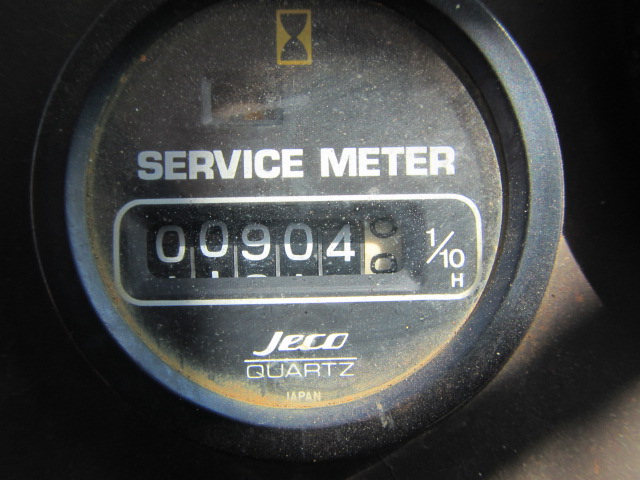 SERVICE METER
00904 1/10
H
Jeco
QUARTZ
JAPAN